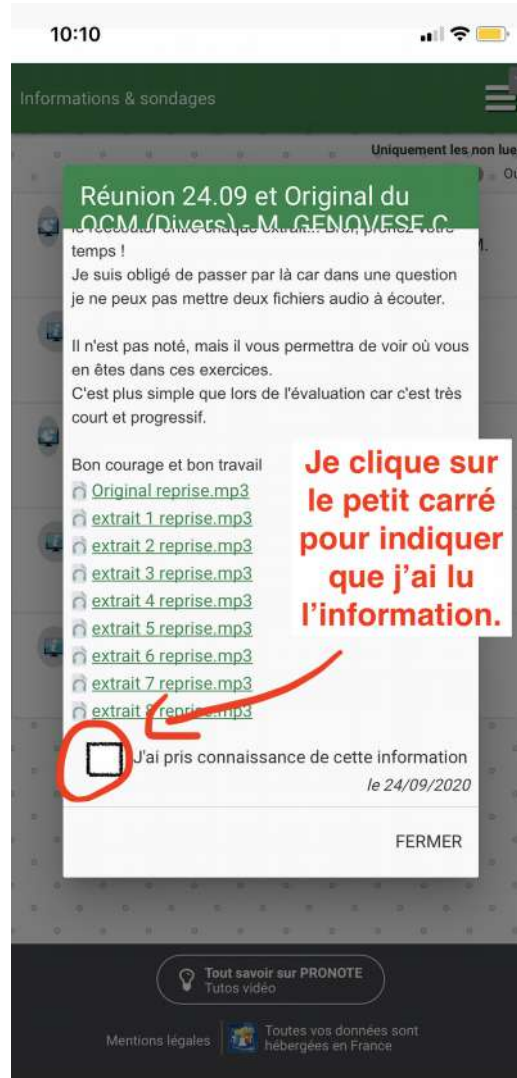 10:10
Informations & sondages
Uniquement les non lue
Ou
Réunion 24.09 et Original du
QCM (Divers) - M. GENOVESE C.
temps !
Je suis obligé de passer par là car dans une question
je ne peux pas mettre deux fichiers audio à écouter.
Il n'est pas noté, mais il vous permettra de voir où vous
en êtes dans ces exercices.
C'est plus simple que lors de l'évaluation car c'est très
court et progressif.
Bon courage et bon travail
Original reprise.mp3
extrait 1 reprise.mp3
extrait 2 reprise.mp3
extrait 3 reprise.mp3
extrait 4 reprise.mp3
extrait 5 reprise.mp3
extrait 6 reprise.mp3
extrait 7 reprise.mp3
extrait 8 reprise.mp3
Je clique sur
le petit carré
pour indiquer
que j'ai lu
l'information.
J'ai pris connaissance de cette information
le 24/09/2020
FERMER
Tout savoir sur PRONOTE
Tutos vidéo
Mentions légales
Toutes vos données sont
hébergées en France